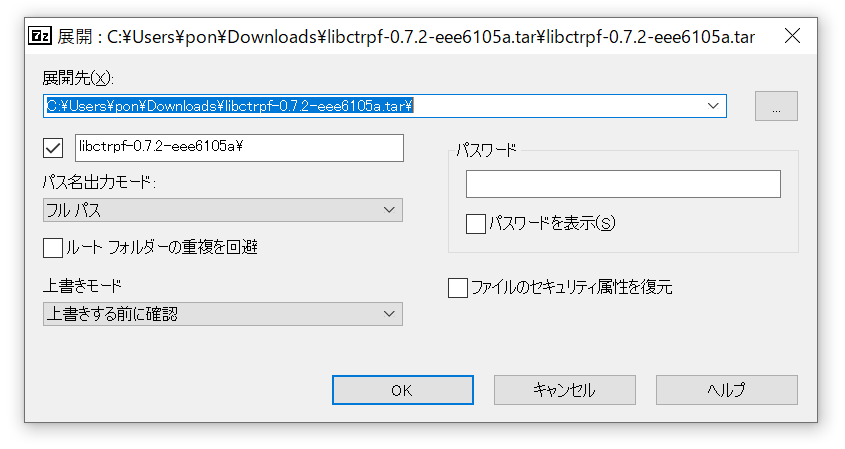 7z 展開 : C:¥Users¥pon¥Downloads¥libctrpf-0.7.2-eee6105a.tar¥libctrpf-0.7.2-eee6105a.tar
展開先(X):
C:¥Users¥pon¥Downloads¥libctrpf-0.7.2-eee6105a.tar¥
...
libctrpf-0.7.2-eee6105a¥
パス名出力モード:
フル パス
ルート フォルダーの重複を回避
上書きモード
上書きする前に確認
パスワード
パスワードを表示(S)
ファイルのセキュリティ属性を復元
OK
キャンセル
ヘルプ